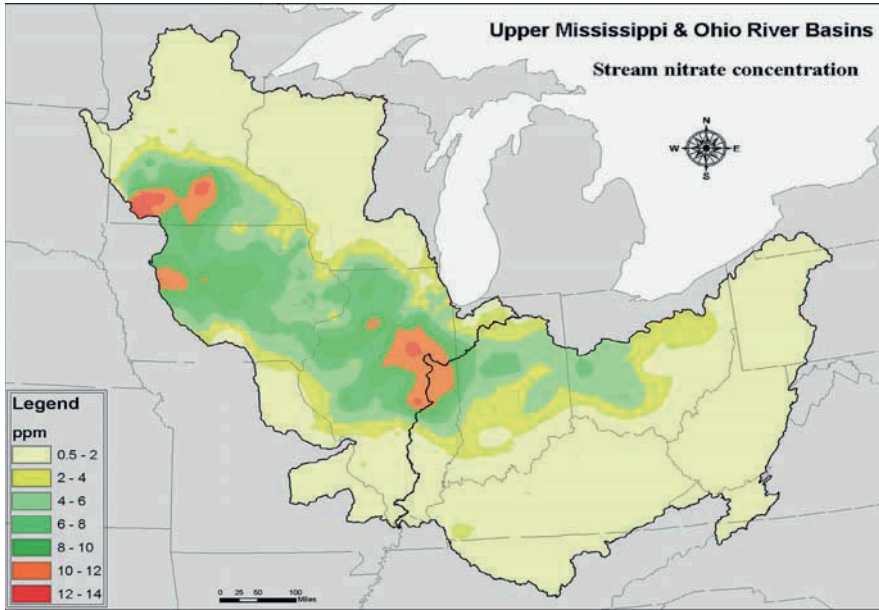 Upper Mississippi & Ohio River Basins
Stream nitrate concentration
N
W E
S
Legend
ppm
0.5 - 2
2 - 4
4 - 6
6 - 8
8 - 10
10 - 12
12 - 14
0 25 50 100
Miles